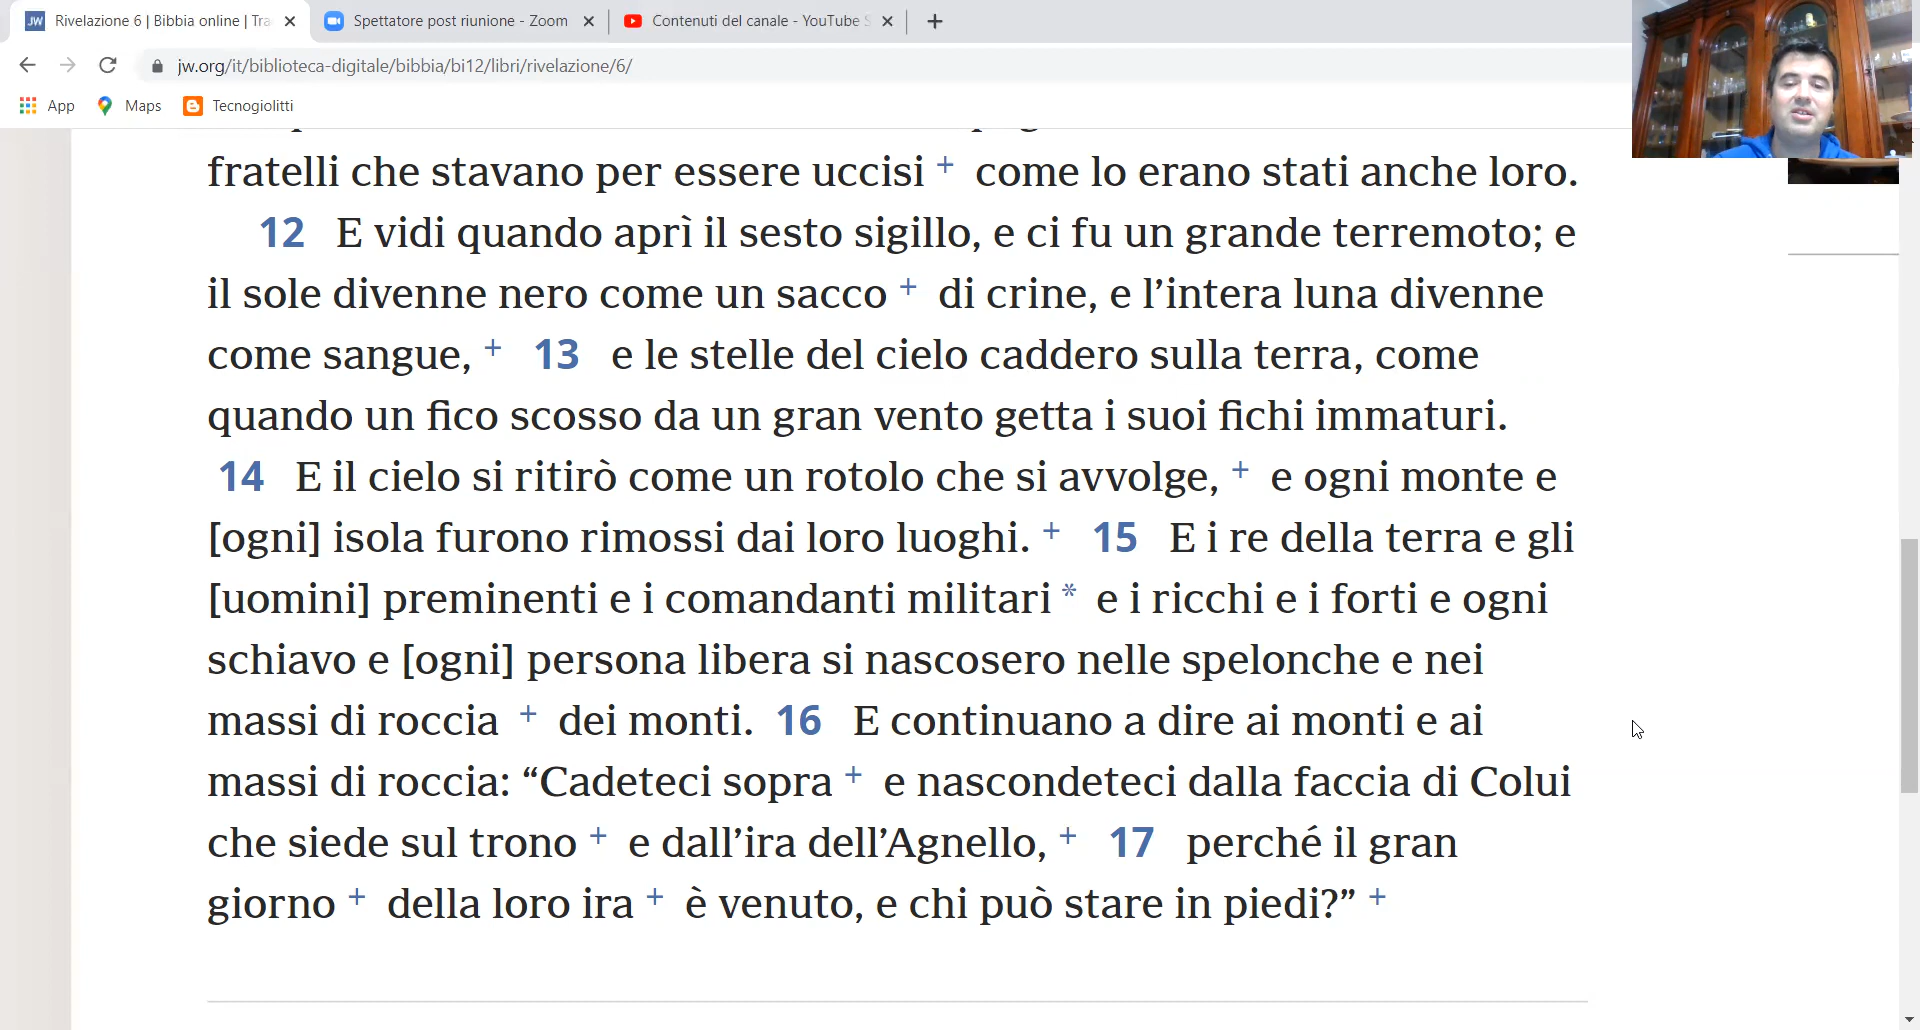 Rivelazione 6 | Bibbia online | Tra
Spettatore post riunione - Zoom
Contenuti del canale - YouTube S
jw.org/it/biblioteca-digitale/bibbia/bi12/libri/rivelazione/6/
App
Maps
Tecnogiolitti
fratelli che stavano per essere uccisi + come lo erano stati anche loro.
12 E vidi quando aprì il sesto sigillo, e ci fu un grande terremoto; e
il sole divenne nero come un sacco + di crine, e l’intera luna divenne
come sangue, + 13 e le stelle del cielo caddero sulla terra, come
quando un fico scosso da un gran vento getta i suoi fichi immaturi.
14 E il cielo si ritirò come un rotolo che si avvolge, + e ogni monte e
[ogni] isola furono rimossi dai loro luoghi. + 15 E i re della terra e gli
[uomini] preminenti e i comandanti militari * e i ricchi e i forti e ogni
schiavo e [ogni] persona libera si nascosero nelle spelonche e nei
massi di roccia + dei monti. 16 E continuano a dire ai monti e ai
massi di roccia: “Cadeteci sopra + e nascondeteci dalla faccia di Colui
che siede sul trono + e dall’ira dell’Agnello, + 17 perché il gran
giorno + della loro ira + è venuto, e chi può stare in piedi?” +